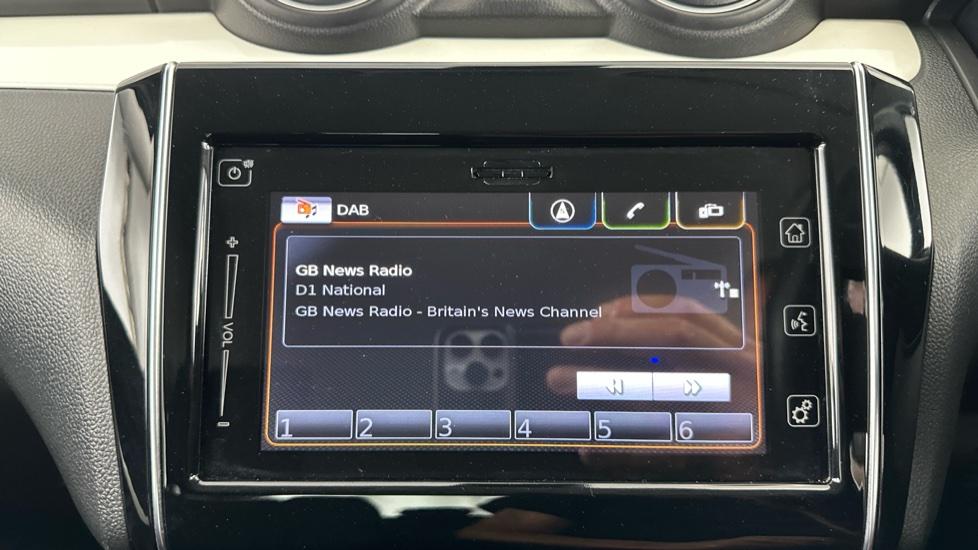 DAB
GB News Radio
D1 National
GB News Radio - Britain's News Channel
+
VOL
-
1 2 3 4 5 6